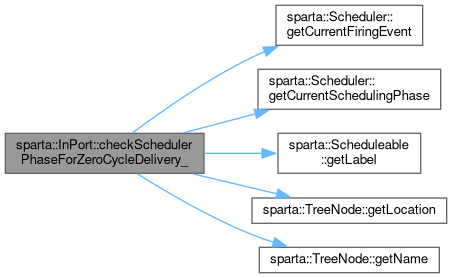 sparta::Scheduler::
getCurrentFiringEvent
sparta::Scheduler::
getCurrentSchedulingPhase
sparta::InPort::checkScheduler
PhaseForZeroCycleDelivery_
sparta::Scheduleable
::getLabel
sparta::TreeNode::getLocation
sparta::TreeNode::getName